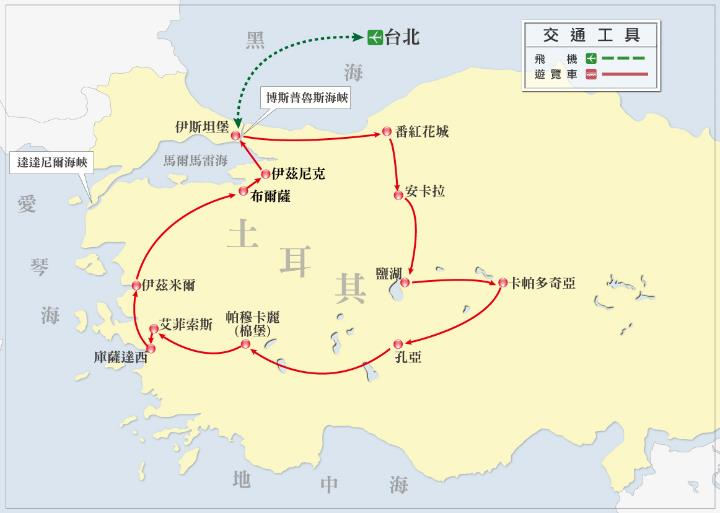 黑海
台北
交通工具
飛機
遊覽車
博斯普魯斯海峽
伊斯坦堡
番紅花城
馬爾馬雷海
達達尼爾海峽
伊茲尼克
布爾薩
安卡拉
愛琴海
土耳其
鹽湖
卡帕多奇亞
伊茲米爾
艾菲索斯
帕穆卡麗
(棉堡)
庫薩達西
孔亞
地中海